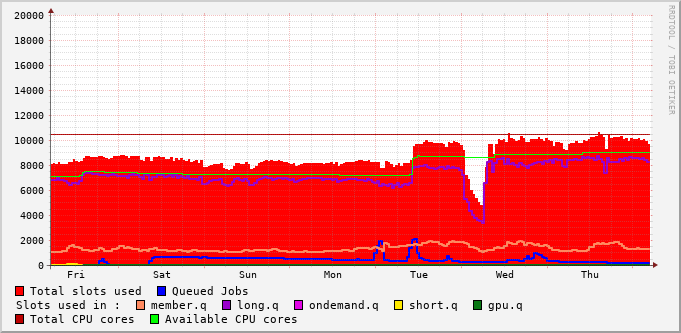 20000
18000
16000
14000
12000
10000
8000
6000
4000
2000
0
Fri Sat Sun Mon Tue Wed Thu
RRDTOOL / TOBI OETIKER
Total slots used Queued Jobs
Slots used in : member.q long.q ondemand.q short.q gpu.q
Total CPU cores Available CPU cores